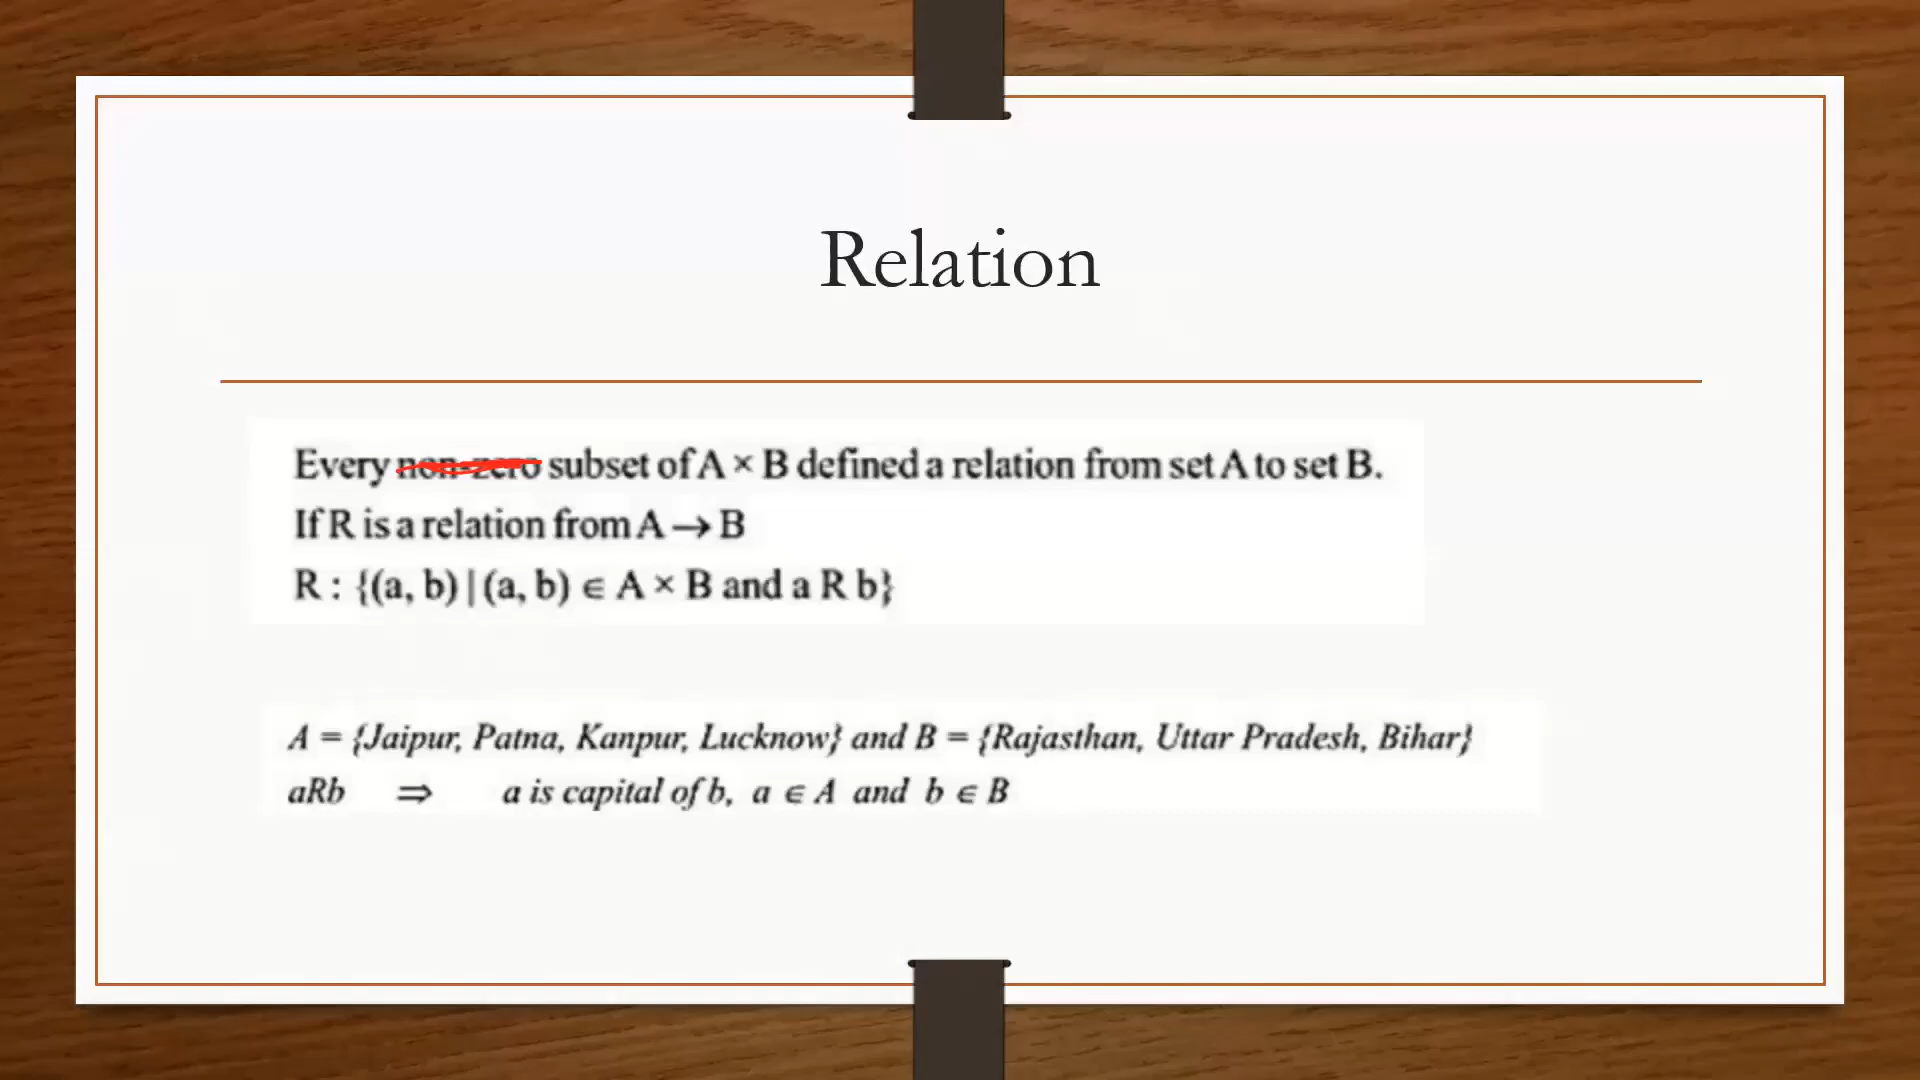 Relation
Every non-zero subset of A × B defined a relation from set A to set B.
If R is a relation from A → B
R : {(a, b) | (a, b) ∈ A × B and a R b}
A = {Jaipur, Patna, Kanpur, Lucknow} and B = {Rajasthan, Uttar Pradesh, Bihar}
aRb ⇒ a is capital of b, a ∈ A and b ∈ B